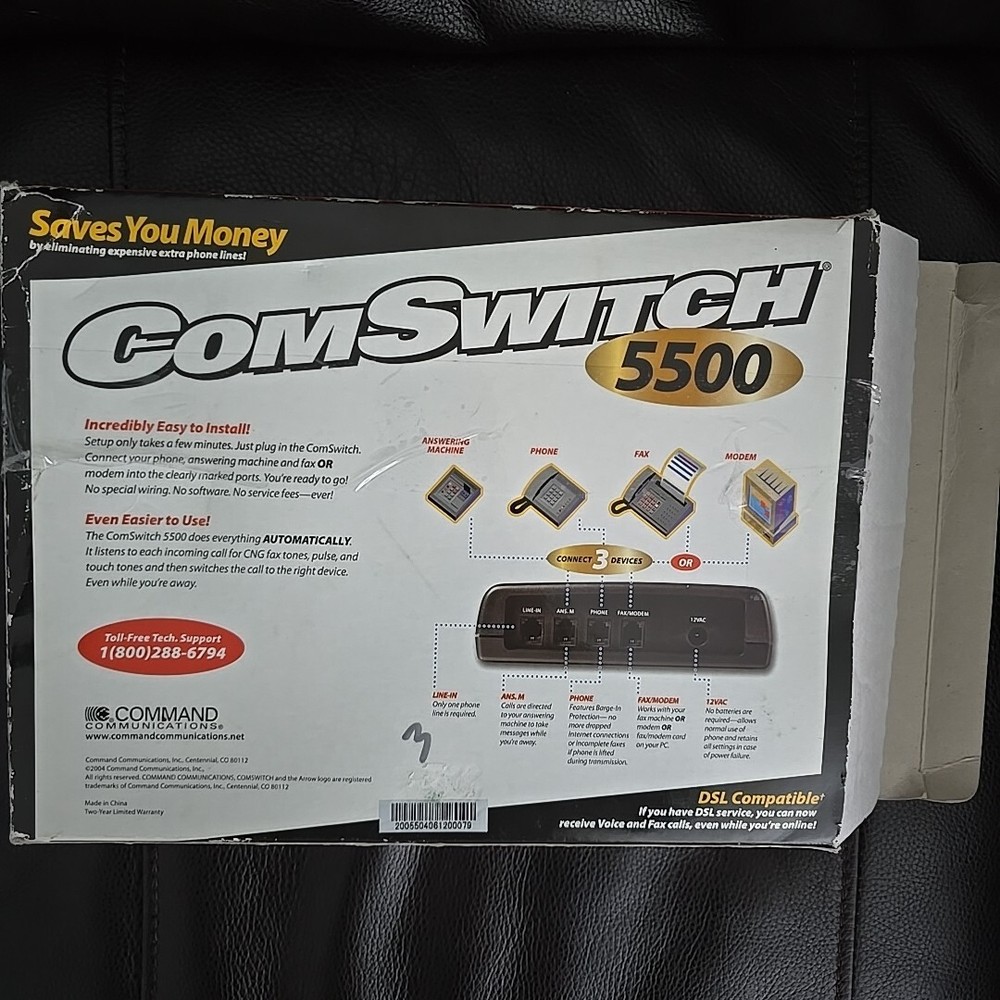 Saves You Money
by eliminating expensive extra phone lines!
COMSWITCH®
5500
Incredibly Easy to Install!
Setup only takes a few minutes. Just plug in the ComSwitch.
Connect your phone, answering machine and fax OR
modem into the clearly marked ports. You're ready to go!
No special wiring. No software. No service fees—ever!
Even Easier to Use!
The ComSwitch 5500 does everything AUTOMATICALLY.
It listens to each incoming call for CNG fax tones, pulse, and
touch tones and then switches the call to the right device.
Even while you're away.
Toll-Free Tech. Support
1(800)288-6794
COMMAND
COMMUNICATIONS®
www.commandcommunications.net
Command Communications, Inc. Centennial, CO 80112
©2004 Command Communications, Inc.,
All rights reserved. COMMAND COMMUNICATIONS, COMSWITCH and the Arrow logo are registered
trademarks of Command Communications, Inc, Centennial, CO 80112
Made in China
Two-Year Limited Warranty
ANSWERING
MACHINE
PHONE
FAX
MODEM
CONNECT 3 DEVICES
OR
LINE-IN
ANS. M
PHONE
FAX/MODEM
12VAC
LINE-IN
Only one phone
line is required.
ANS. M
Calls are directed
to your answering
machine to take
messages while
you're away.
PHONE
Features Barge-In
Protection—no
more dropped
Internet connections
or incomplete faxes
if phone is lifted
during transmission.
FAX/MODEM
Works with your
fax machine OR
modem OR
fax/modem card
on your PC.
12VAC
No batteries are
required—allows
normal use of
phone and retains
all settings in case
of power failure.
3
2005504061200079
DSL Compatible†
If you have DSL service, you can now
receive Voice and Fax calls, even while you're online!